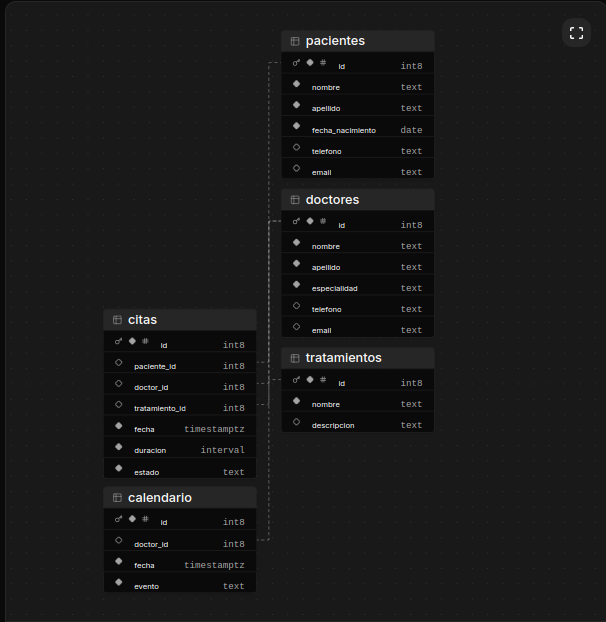 pacientes
# id int8
nombre text
apellido text
fecha_nacimiento date
telefono text
email text
doctores
# id int8
nombre text
apellido text
especialidad text
telefono text
email text
citas
# id int8
paciente_id int8
doctor_id int8
tratamiento_id int8
fecha timestamptz
duracion interval
estado text
tratamientos
# id int8
nombre text
descripcion text
calendario
# id int8
doctor_id int8
fecha timestamptz
evento text